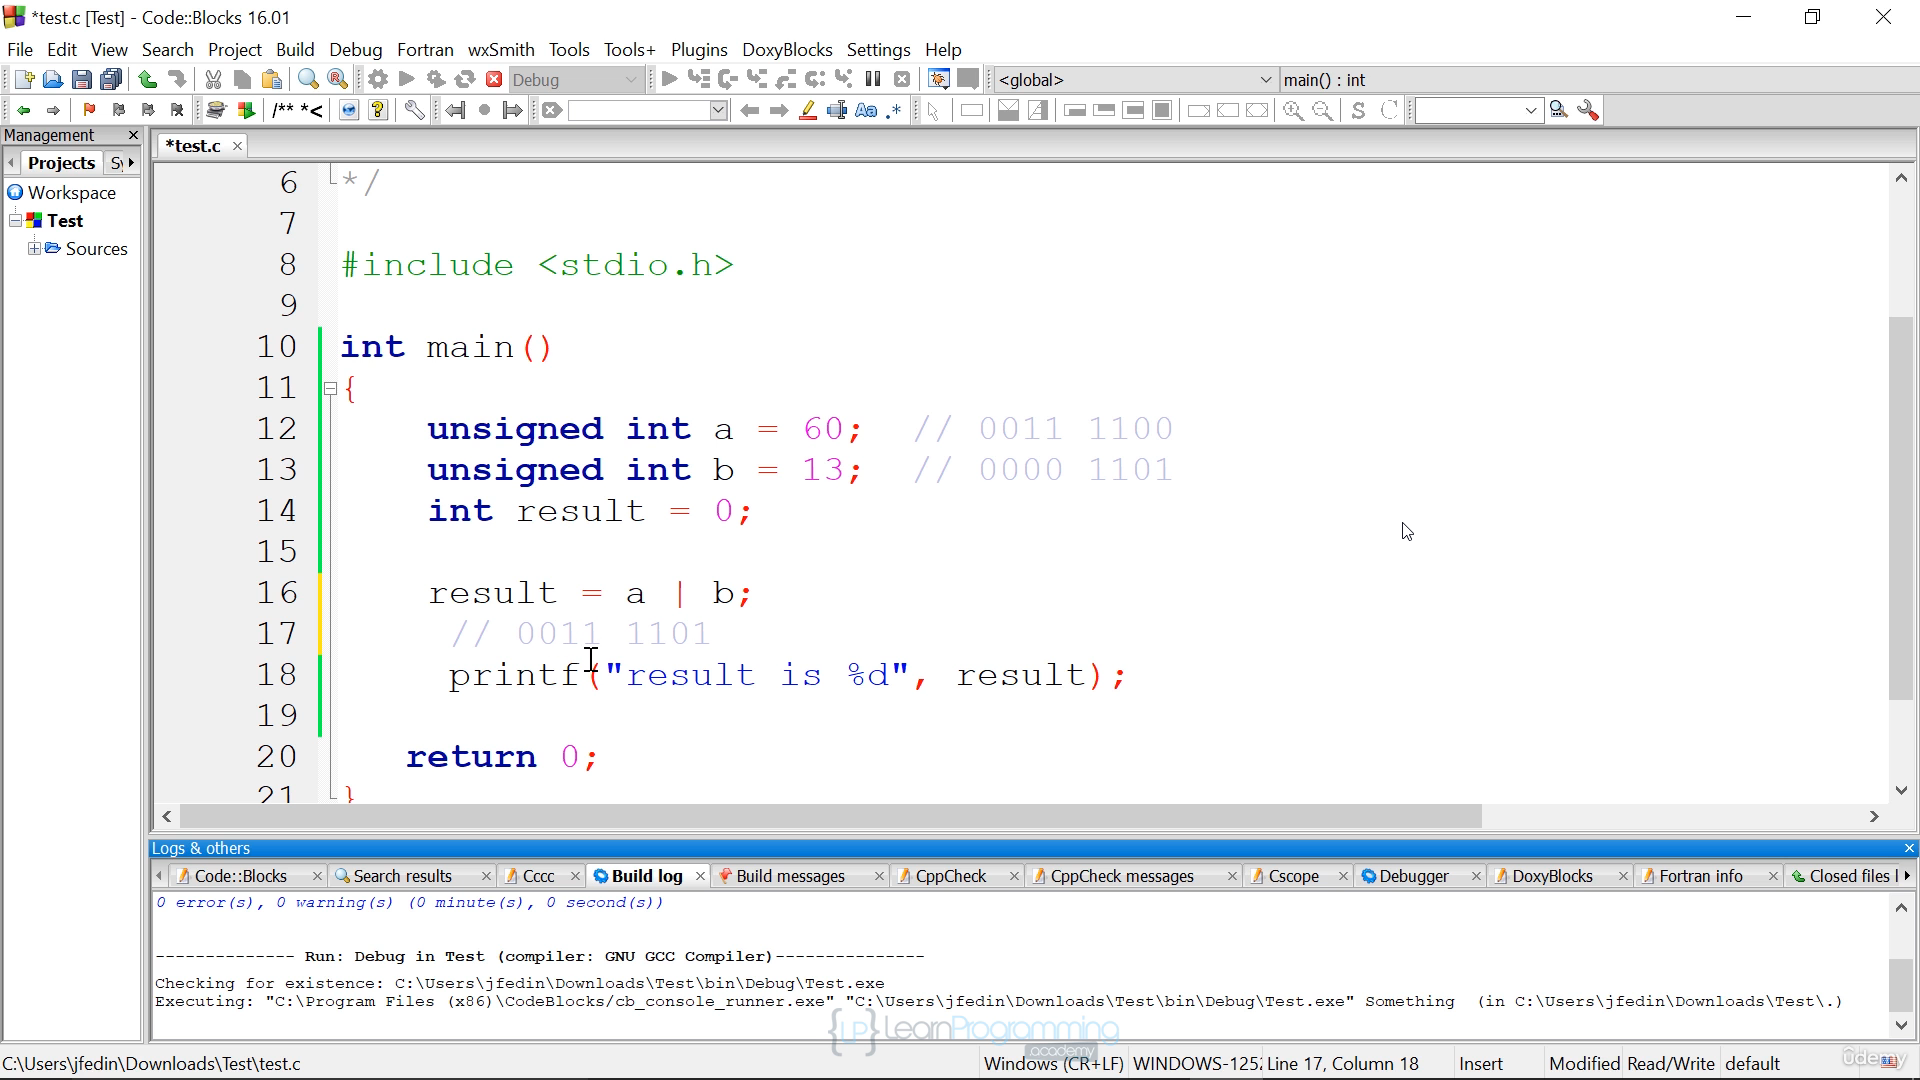 *test.c [Test] - Code::Blocks 16.01
File Edit View Search Project Build Debug Fortran wxSmith Tools Tools+ Plugins DoxyBlocks Settings Help
Debug <global> main() : int
/** *<
Management
Projects Sy
Workspace
Test
Sources
*test.c
6 */
7
8 #include <stdio.h>
9
10 int main()
11 {
12 unsigned int a = 60; // 0011 1100
13 unsigned int b = 13; // 0000 1101
14 int result = 0;
15
16 result = a | b;
17 // 0011 1101
18 printf("result is %d", result);
19
20 return 0;
21 }
Logs & others
Code::Blocks Search results Cccc Build log Build messages CppCheck CppCheck messages Cscope Debugger DoxyBlocks Fortran info Closed files l
0 error(s), 0 warning(s) (0 minute(s), 0 second(s))
-------------- Run: Debug in Test (compiler: GNU GCC Compiler)---------------
Checking for existence: C:\Users\jfedin\Downloads\Test\bin\Debug\Test.exe
Executing: "C:\Program Files (x86)\CodeBlocks/cb_console_runner.exe" "C:\Users\jfedin\Downloads\Test\bin\Debug\Test.exe" Something (in C:\Users\jfedin\Downloads\Test\.)
{LP} LearnProgramming
academy
C:\Users\jfedin\Downloads\Test\test.c Windows (CR+LF) WINDOWS-1252 Line 17, Column 18 Insert Modified Read/Write default
ûdemy